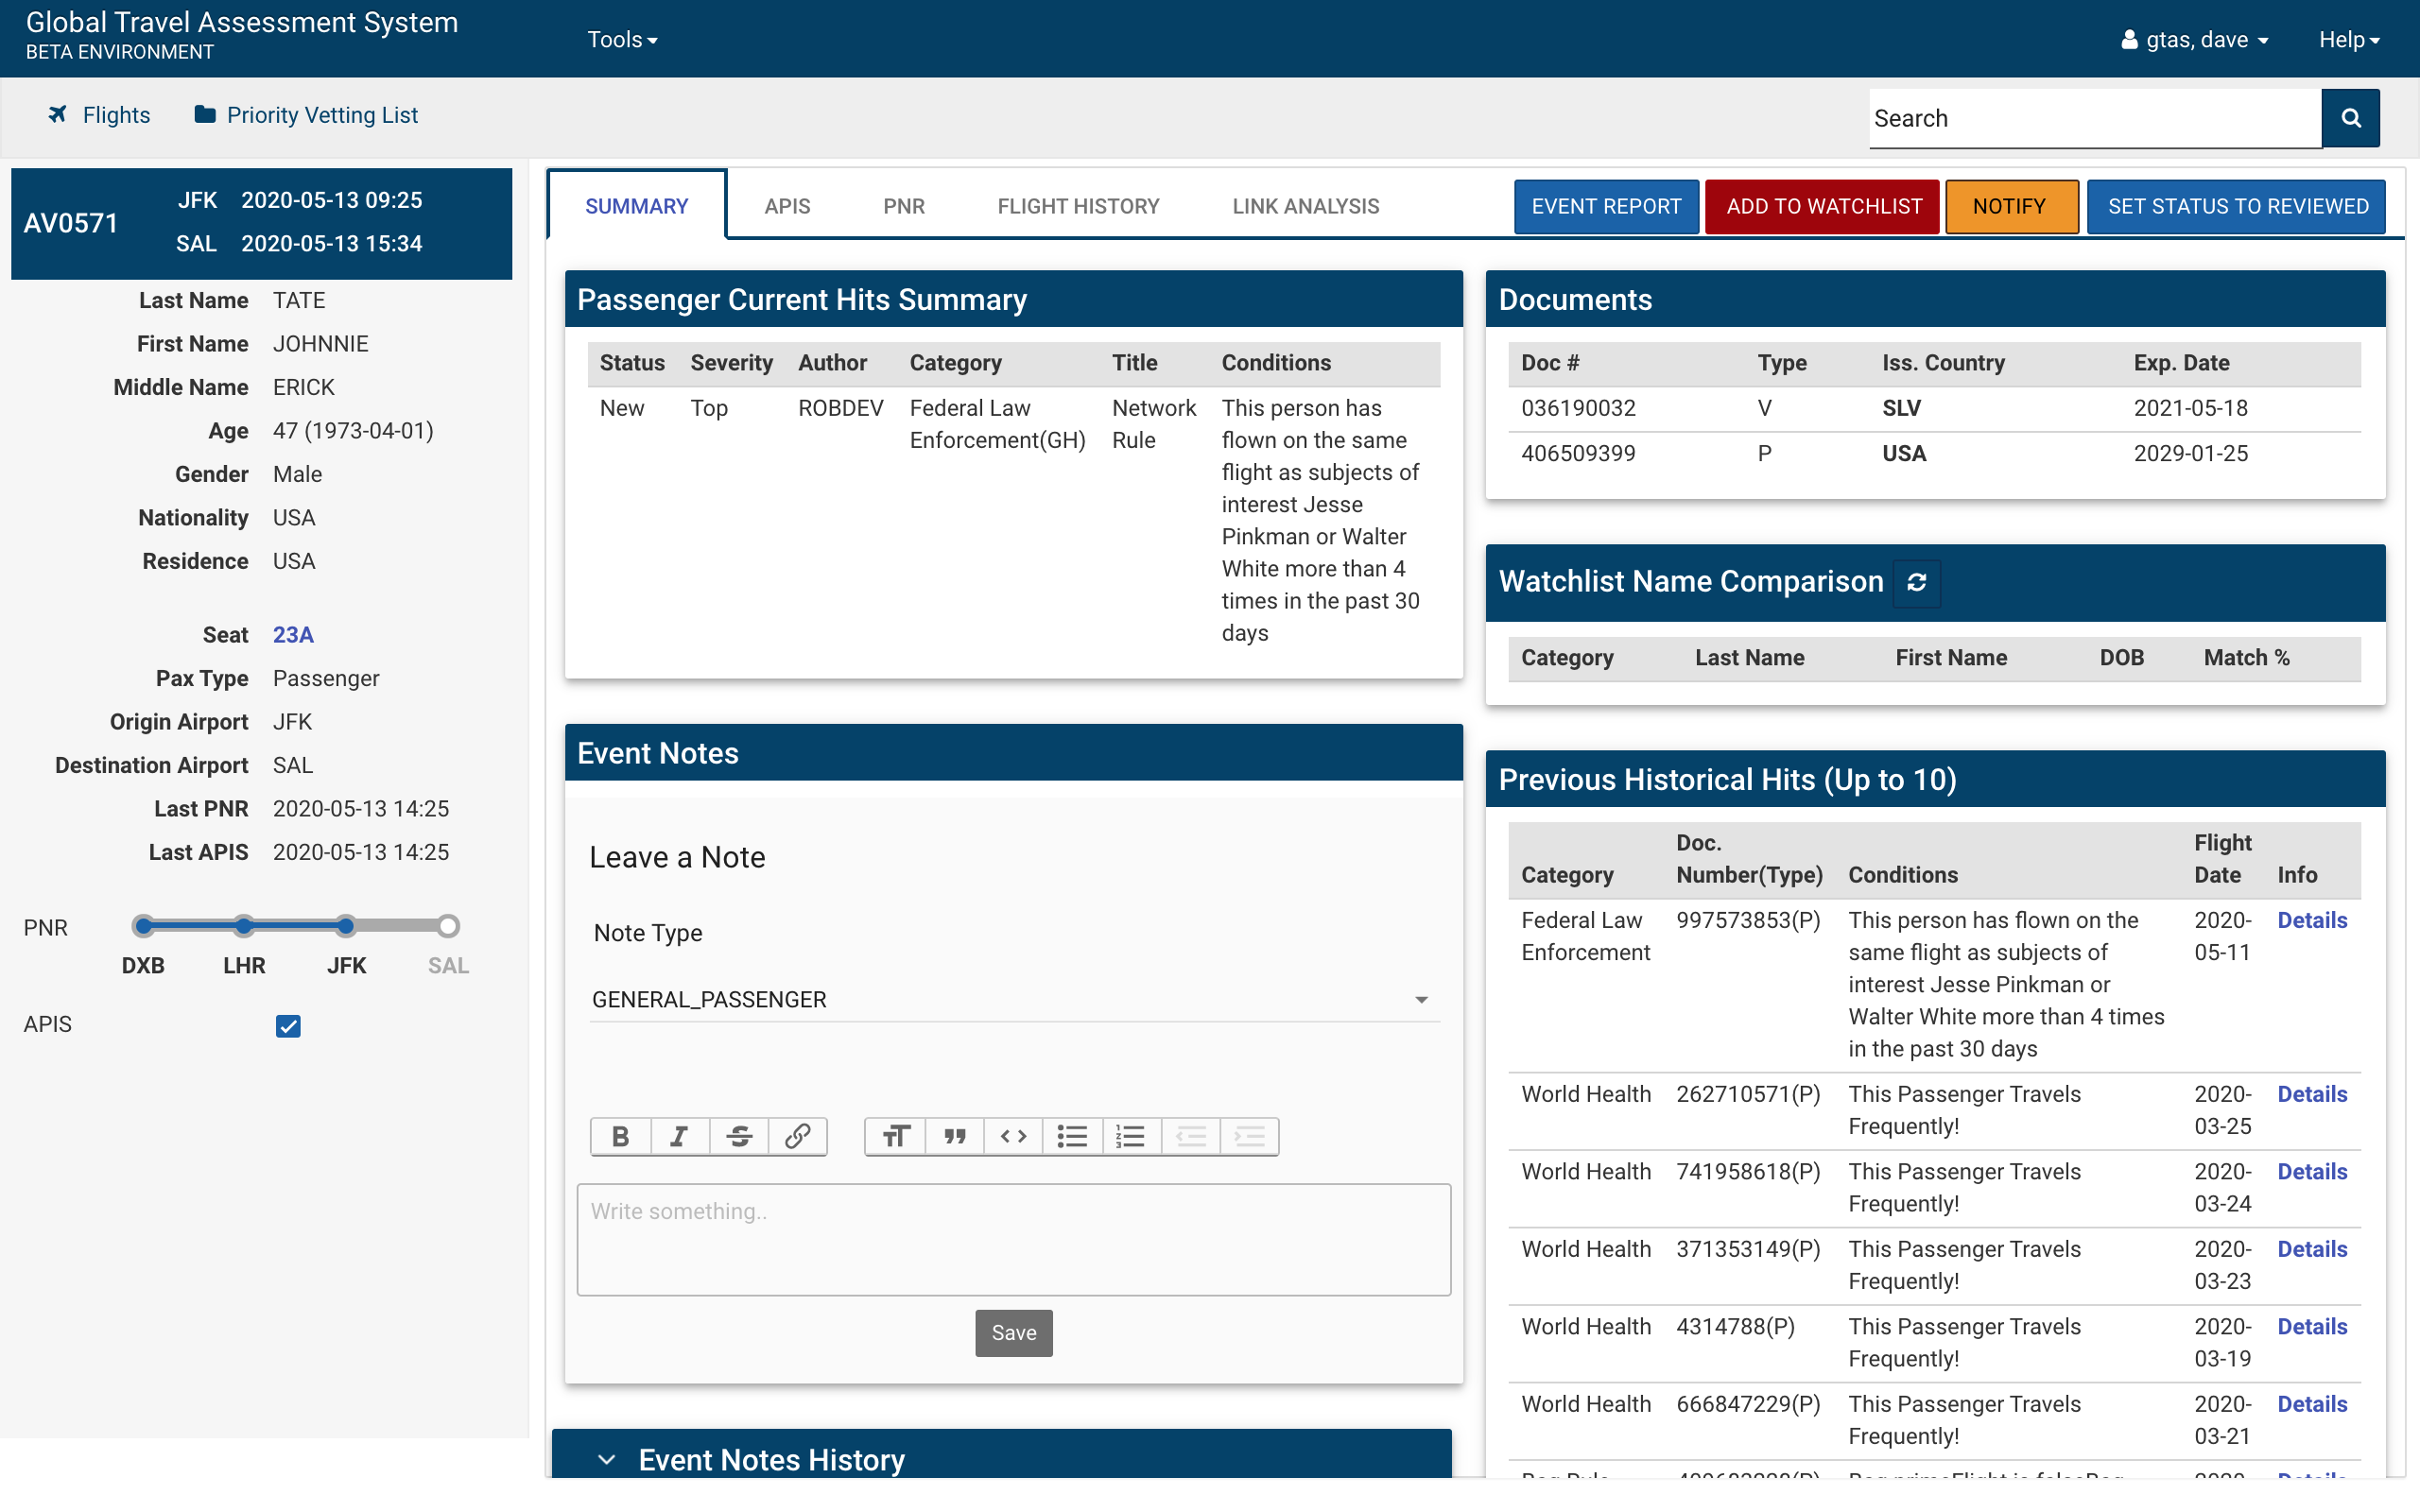 Global Travel Assessment System
BETA ENVIRONMENT
Tools
gtas, dave
Help
Flights
Priority Vetting List
Search
AV0571
JFK 2020-05-13 09:25
SAL 2020-05-13 15:34
Last Name TATE
First Name JOHNNIE
Middle Name ERICK
Age 47 (1973-04-01)
Gender Male
Nationality USA
Residence USA
Seat 23A
Pax Type Passenger
Origin Airport JFK
Destination Airport SAL
Last PNR 2020-05-13 14:25
Last APIS 2020-05-13 14:25
PNR
DXB LHR JFK SAL
APIS
SUMMARY APIS PNR FLIGHT HISTORY LINK ANALYSIS
EVENT REPORT ADD TO WATCHLIST NOTIFY SET STATUS TO REVIEWED
Passenger Current Hits Summary
Status Severity Author Category Title Conditions
New Top ROBDEV Federal Law Network This person has
Enforcement(GH) Rule flown on the same
flight as subjects of
interest Jesse
Pinkman or Walter
White more than 4
times in the past 30
days
Event Notes
Leave a Note
Note Type
GENERAL_PASSENGER
Write something..
Save
Event Notes History
Documents
Doc # Type Iss. Country Exp. Date
036190032 V SLV 2021-05-18
406509399 P USA 2029-01-25
Watchlist Name Comparison
Category Last Name First Name DOB Match %
Previous Historical Hits (Up to 10)
Doc. Flight
Category Number(Type) Conditions Date Info
Federal Law 997573853(P) This person has flown on the 2020- Details
Enforcement same flight as subjects of 05-11
interest Jesse Pinkman or
Walter White more than 4 times
in the past 30 days
World Health 262710571(P) This Passenger Travels 2020- Details
Frequently! 03-25
World Health 741958618(P) This Passenger Travels 2020- Details
Frequently! 03-24
World Health 371353149(P) This Passenger Travels 2020- Details
Frequently! 03-23
World Health 4314788(P) This Passenger Travels 2020- Details
Frequently! 03-19
World Health 666847229(P) This Passenger Travels 2020- Details
Frequently! 03-21